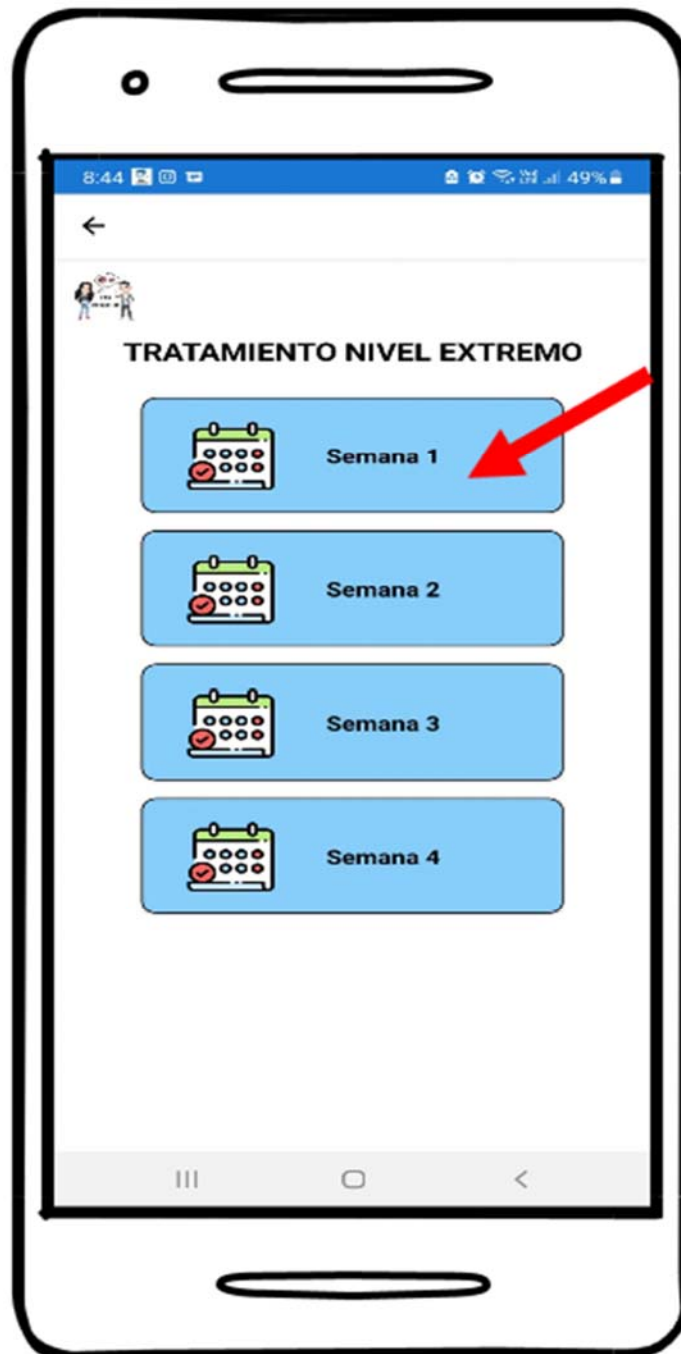 8:44 49%
TRATAMIENTO NIVEL EXTREMO
Semana 1
Semana 2
Semana 3
Semana 4